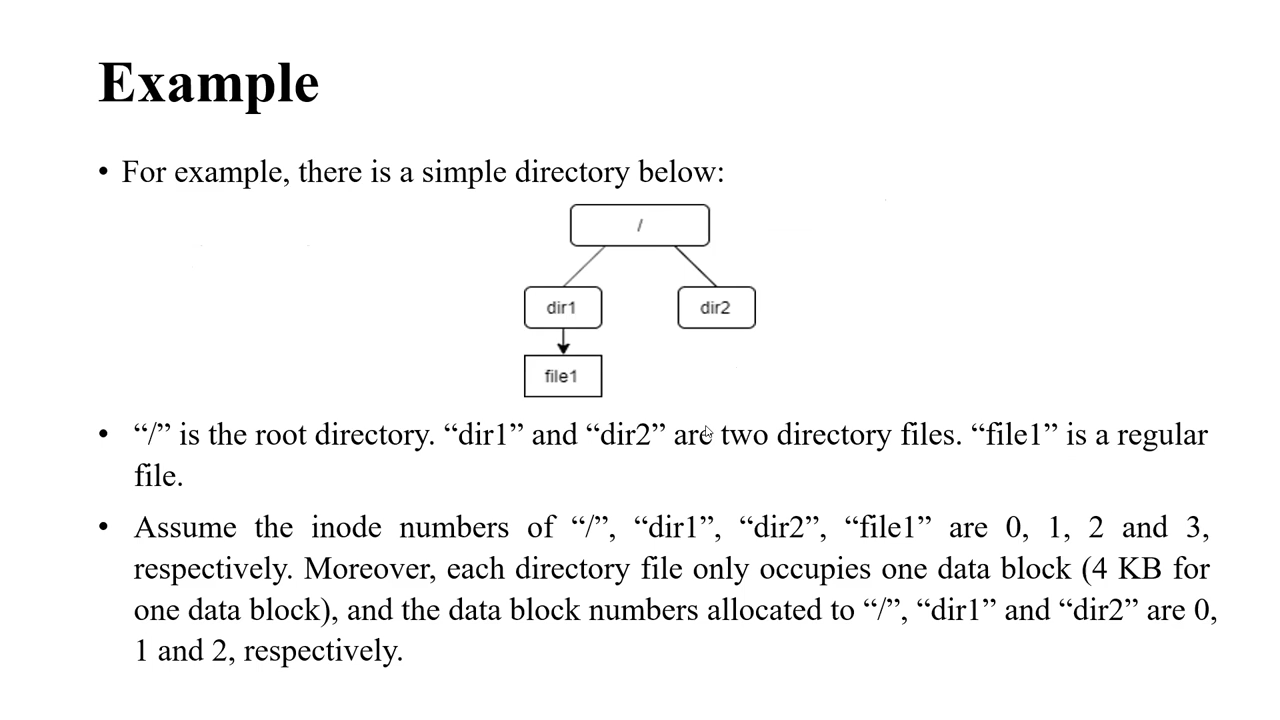 Example
• For example, there is a simple directory below:
/
dir1 dir2
file1
• “/” is the root directory. “dir1” and “dir2” are two directory files. “file1” is a regular
file.
• Assume the inode numbers of “/”, “dir1”, “dir2”, “file1” are 0, 1, 2 and 3,
respectively. Moreover, each directory file only occupies one data block (4 KB for
one data block), and the data block numbers allocated to “/”, “dir1” and “dir2” are 0,
1 and 2, respectively.